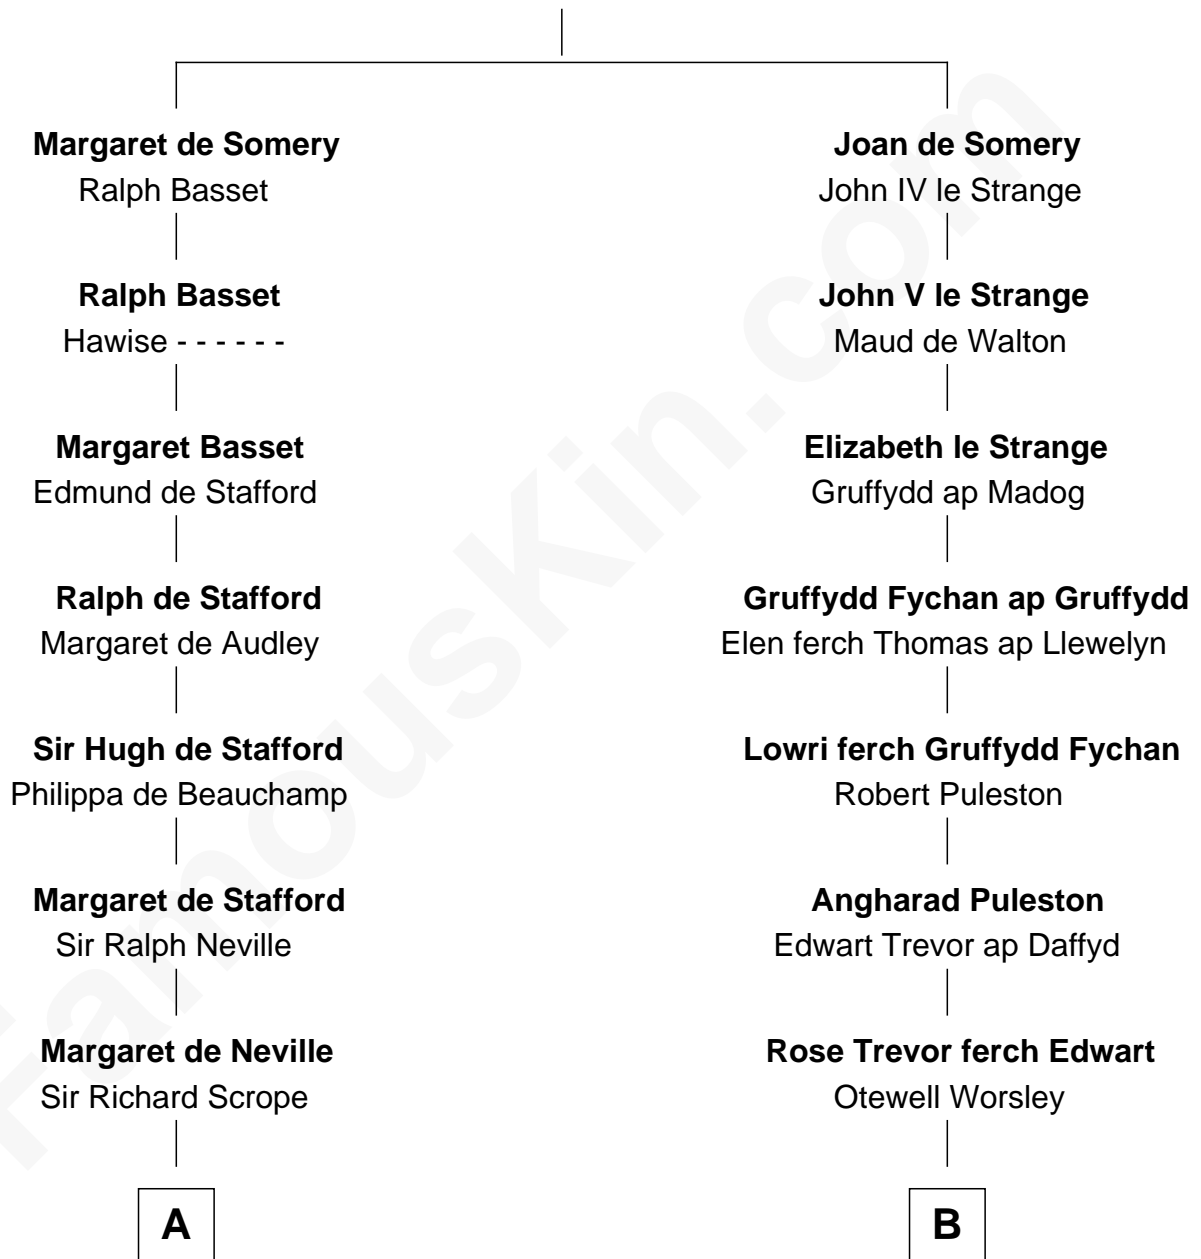 Margaret de Somery
Ralph Basset
Ralph Basset
Hawise - - - - - -
Margaret Basset
Edmund de Stafford
Ralph de Stafford
Margaret de Audley
Sir Hugh de Stafford
Philippa de Beauchamp
Margaret de Stafford
Sir Ralph Neville
Margaret de Neville
Sir Richard Scrope
A
Joan de Somery
John IV le Strange
John V le Strange
Maud de Walton
Elizabeth le Strange
Gruffydd ap Madog
Gruffydd Fychan ap Gruffydd
Elen ferch Thomas ap Llewelyn
Lowri ferch Gruffydd Fychan
Robert Puleston
Angharad Puleston
Edwart Trevor ap Daffyd
Rose Trevor ferch Edwart
Otewell Worsley
B
FamousKin.com